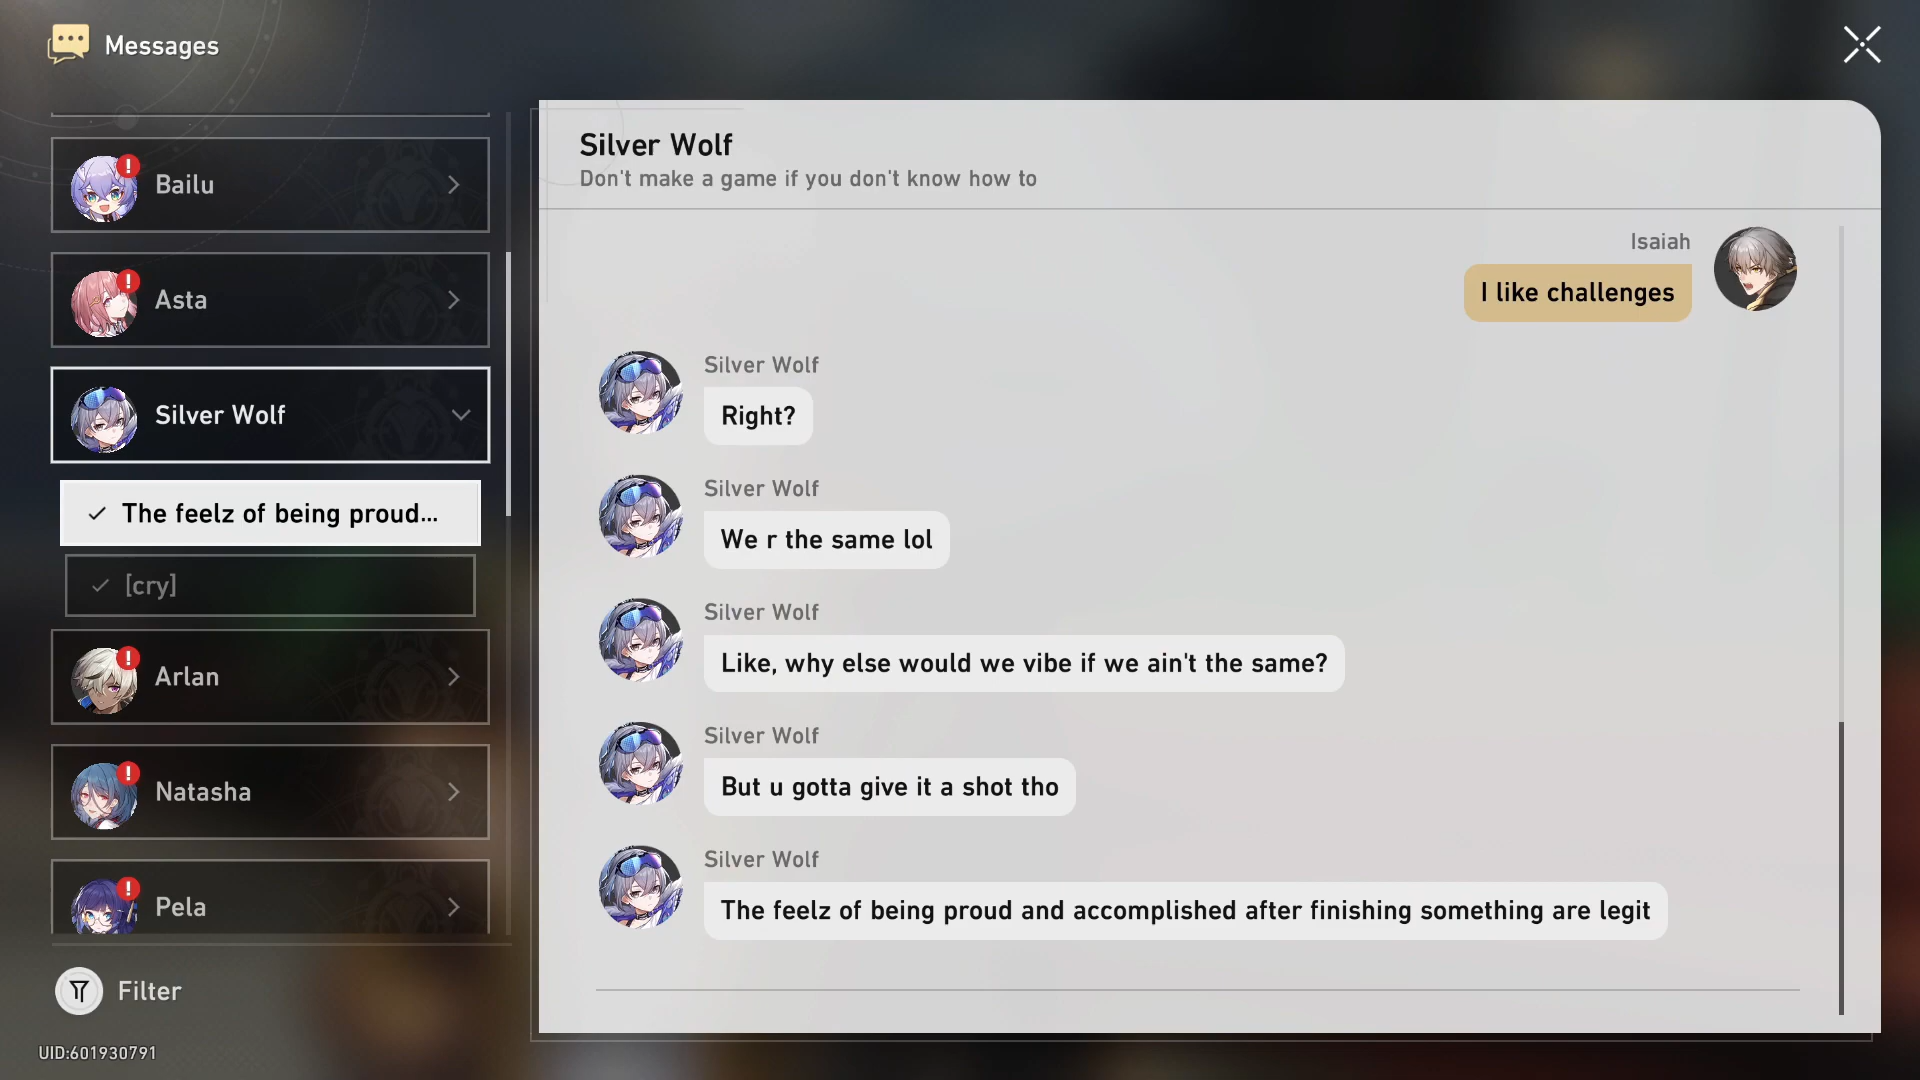 Messages
Bailu
Asta
Silver Wolf
The feelz of being proud...
[cry]
Arlan
Natasha
Pela
Filter
UID:601930791
Silver Wolf
Don't make a game if you don't know how to
Isaiah
I like challenges
Silver Wolf
Right?
Silver Wolf
We r the same lol
Silver Wolf
Like, why else would we vibe if we ain't the same?
Silver Wolf
But u gotta give it a shot tho
Silver Wolf
The feelz of being proud and accomplished after finishing something are legit